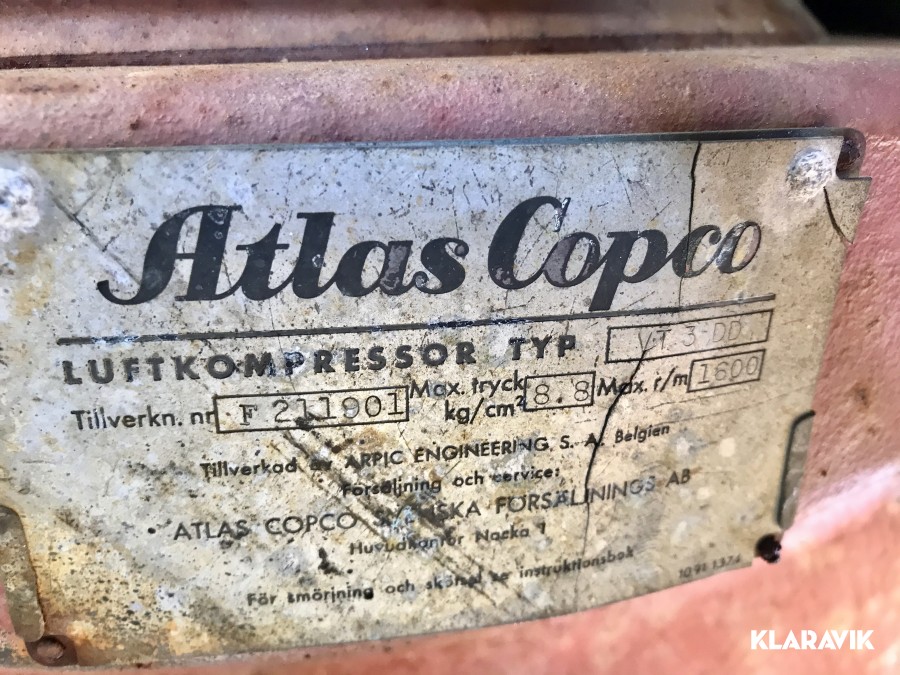 Atlas Copco
LUFTKOMPRESSOR TYP VT 3 DD
Tillverkn. nr F 211901 Max. tryck kg/cm² 8.8 Max. r/m 1600
Tillverkad av ARPIC ENGINEERING, S. A. Belgien
Försäljning och service:
ATLAS COPCO SVENSKA FÖRSÄLJNINGS AB
Huvudkontor Nacka 1
För smörjning och skötsel se instruktionsbok
KLARAVIK